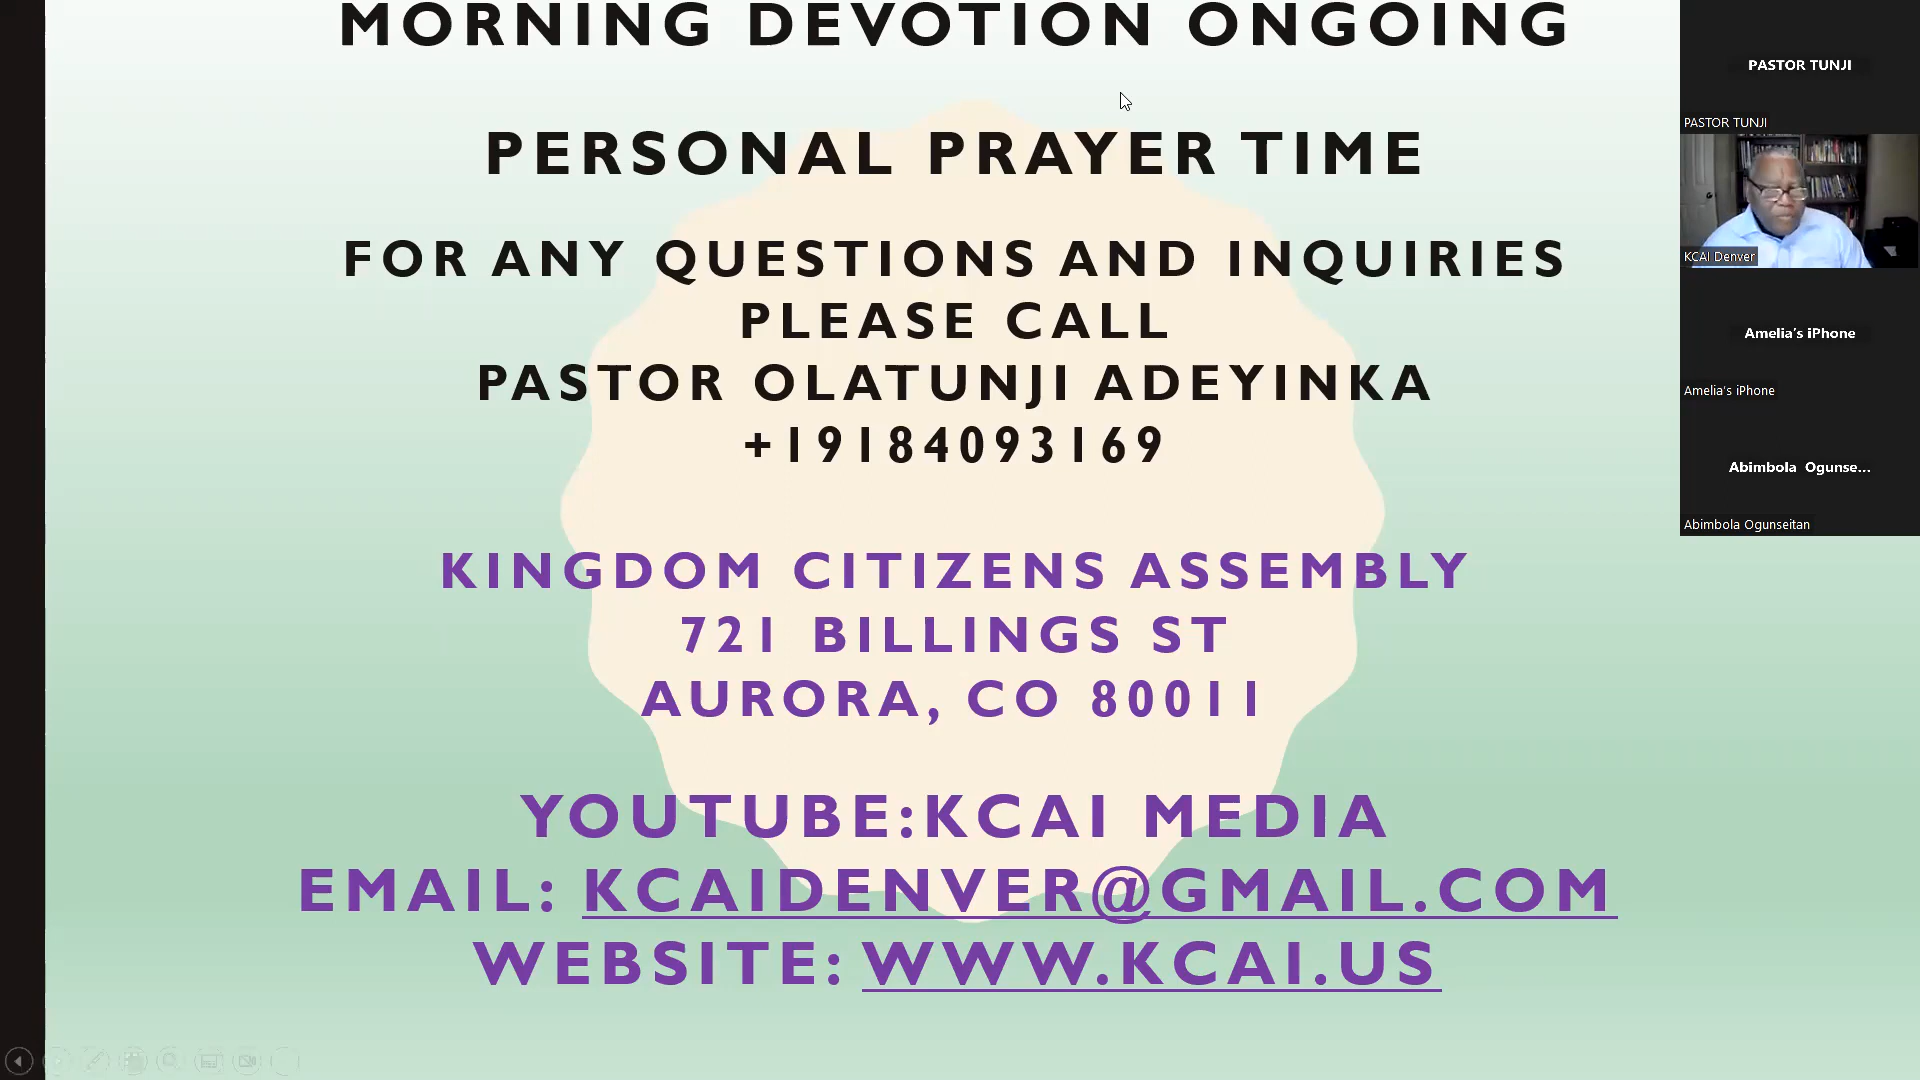 MORNING DEVOTION ONGOING
PERSONAL PRAYER TIME
FOR ANY QUESTIONS AND INQUIRIES
PLEASE CALL
PASTOR OLATUNJI ADEYINKA
+19184093169
KINGDOM CITIZENS ASSEMBLY
721 BILLINGS ST
AURORA, CO 80011
YOUTUBE:KCAI MEDIA
EMAIL: KCAIDENVER@GMAIL.COM
WEBSITE: WWW.KCAI.US
PASTOR TUNJI
PASTOR TUNJI
KCAI Denver
Amelia's iPhone
Amelia's iPhone
Abimbola Ogunse...
Abimbola Ogunseitan